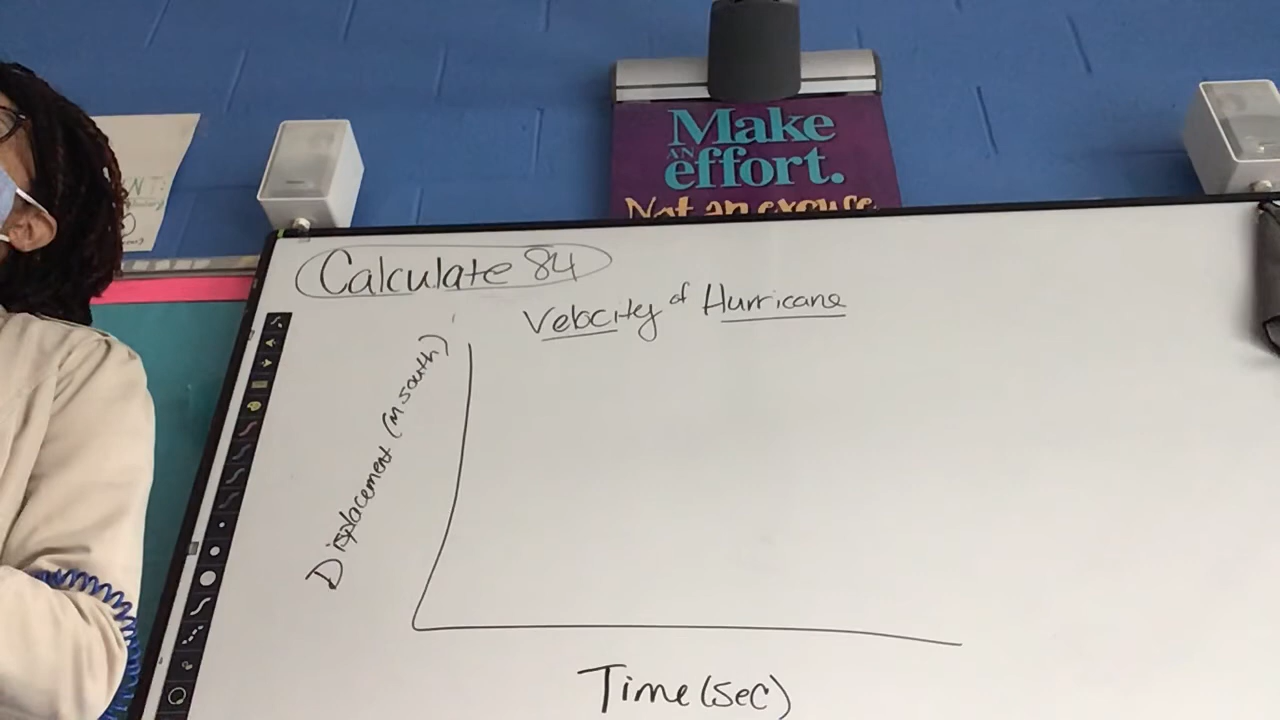 Make
AN
effort.
Not an excuse.
Calculate 84
Velocity of Hurricane
Displacement (m south)
Time (sec)